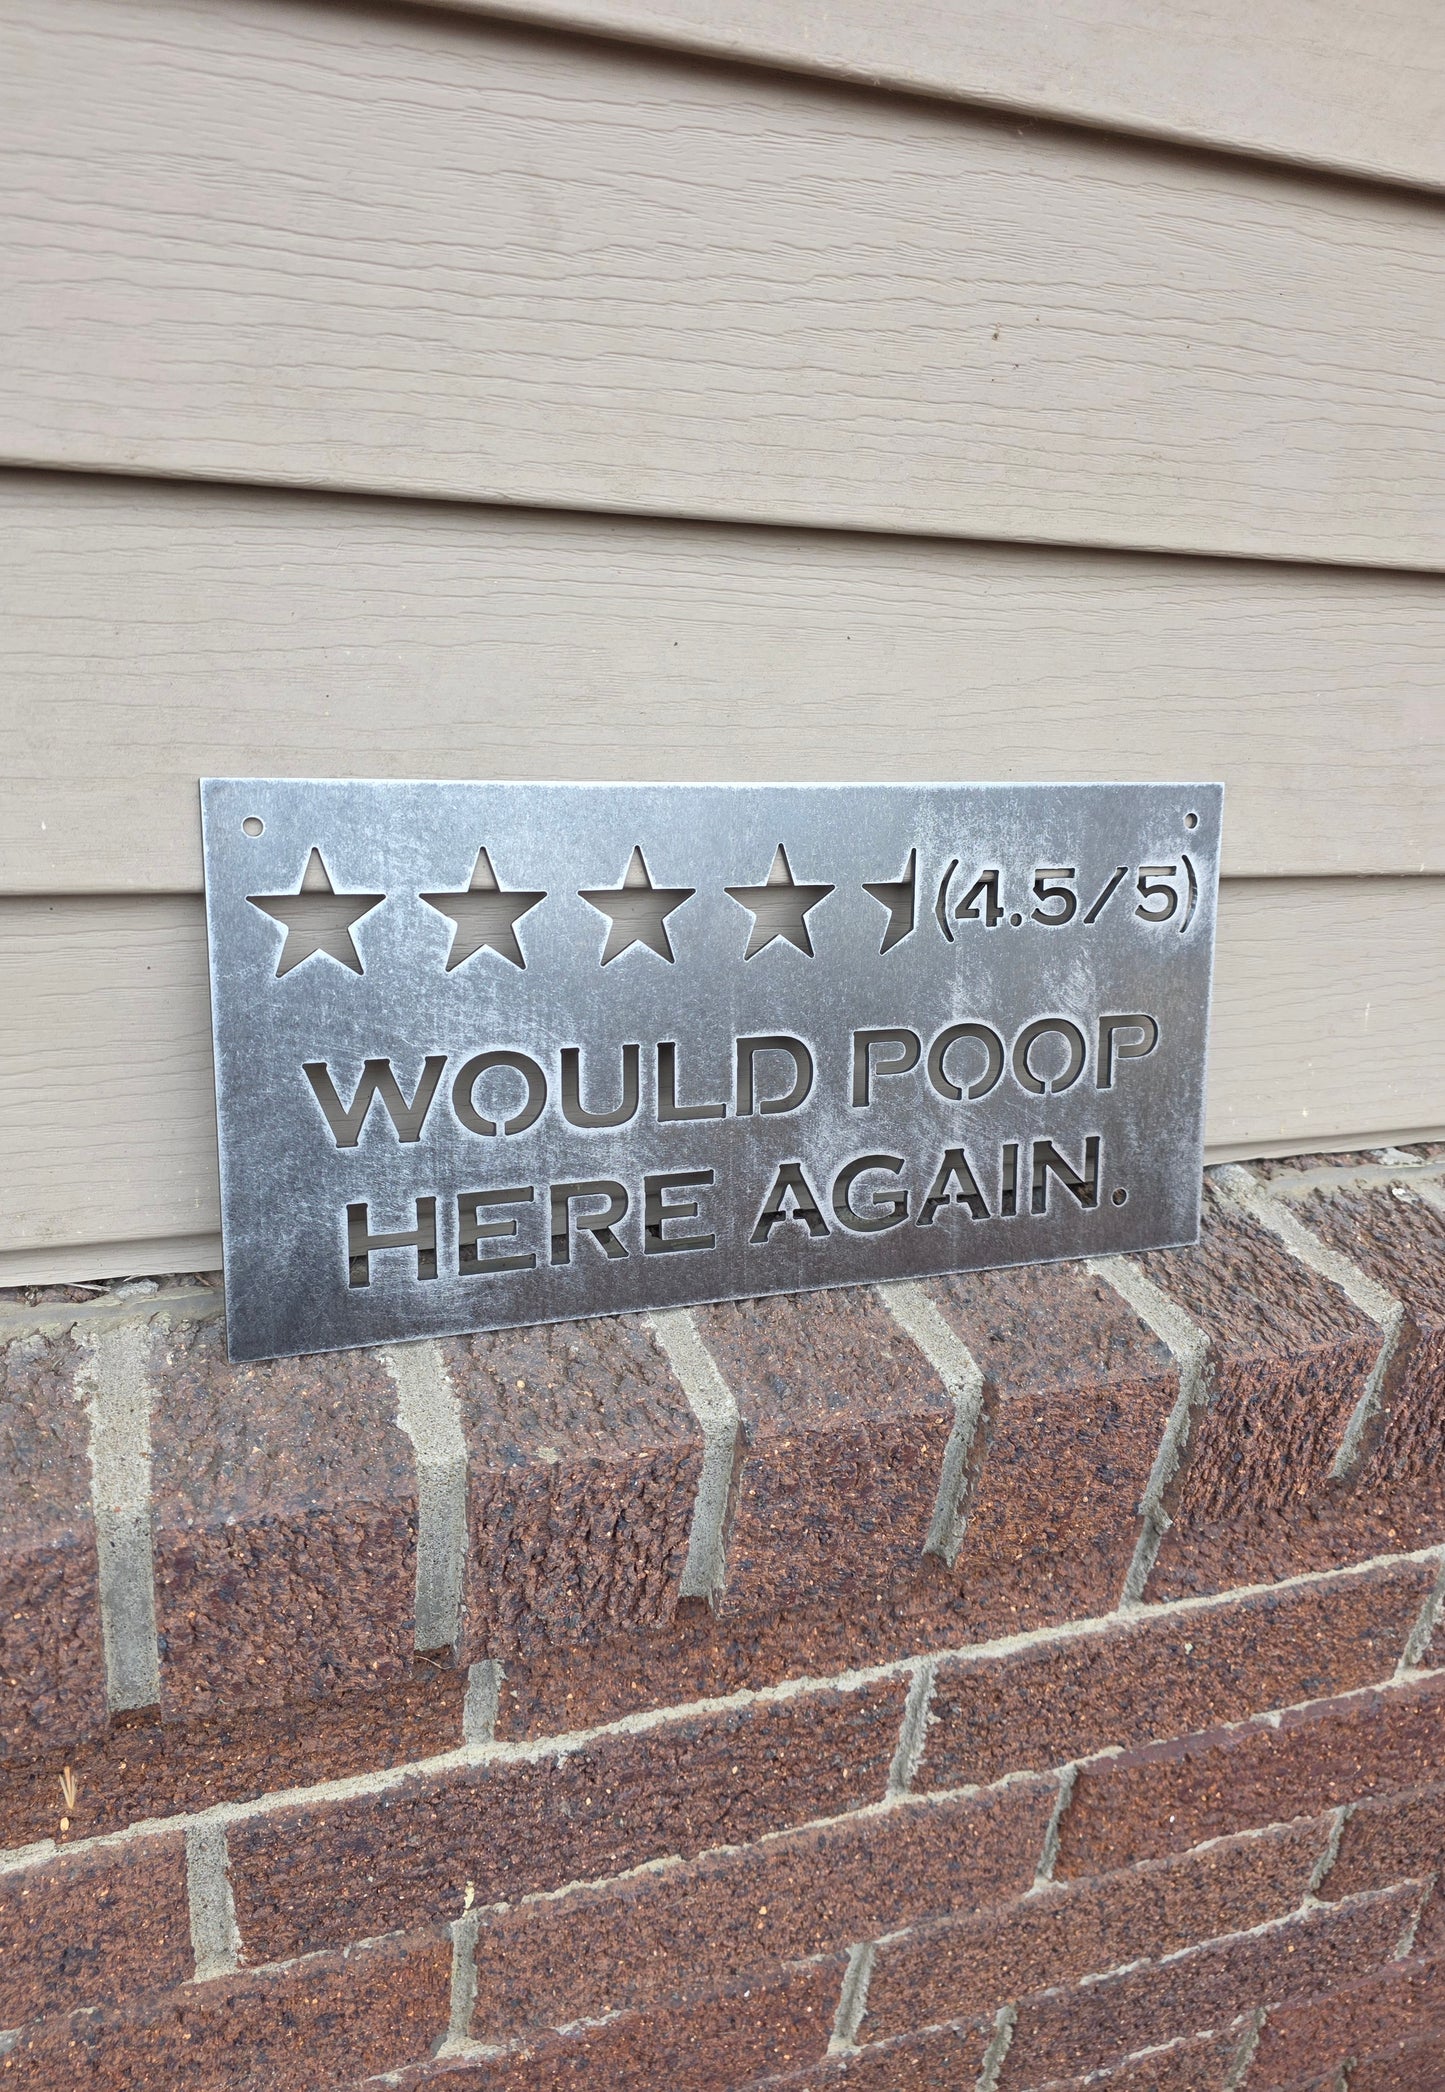 (4.5/5)
WOULD POOP
HERE AGAIN.